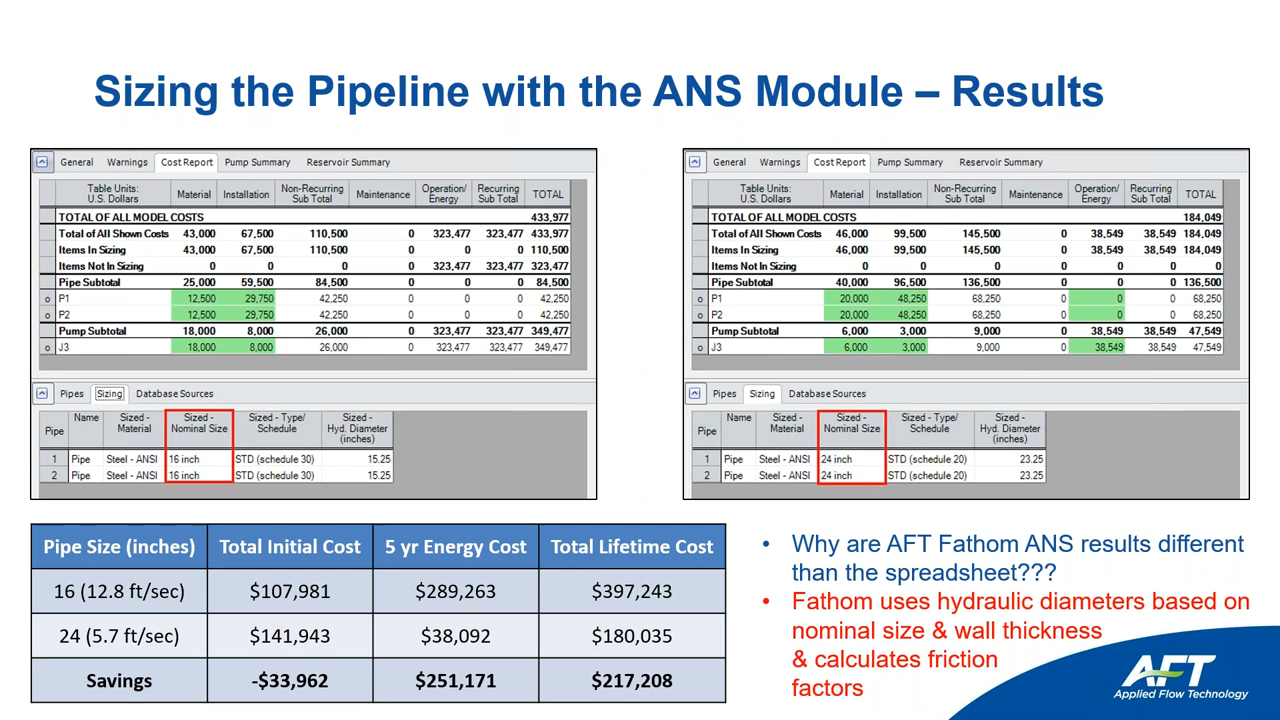 Sizing the Pipeline with the ANS Module – Results
General Warnings Cost Report Pump Summary Reservoir Summary
Table Units: U.S. Dollars Material Installation Non-Recurring Sub Total Maintenance Operation/ Energy Recurring Sub Total TOTAL
TOTAL OF ALL MODEL COSTS 433,977
Total of All Shown Costs 43,000 67,500 110,500 0 323,477 323,477 433,977
Items In Sizing 43,000 67,500 110,500 0 0 0 110,500
Items Not In Sizing 0 0 0 0 323,477 323,477 323,477
Pipe Subtotal 25,000 59,500 84,500 0 0 0 84,500
o P1 12,500 29,750 42,250 0 0 0 42,250
o P2 12,500 29,750 42,250 0 0 0 42,250
Pump Subtotal 18,000 8,000 26,000 0 323,477 323,477 349,477
o J3 18,000 8,000 26,000 0 323,477 323,477 349,477
Pipes Sizing Database Sources
Pipe Name Sized - Material Sized - Nominal Size Sized - Type/ Schedule Sized - Hyd. Diameter (inches)
1 Pipe Steel - ANSI 16 inch STD (schedule 30) 15.25
2 Pipe Steel - ANSI 16 inch STD (schedule 30) 15.25
General Warnings Cost Report Pump Summary Reservoir Summary
Table Units: U.S. Dollars Material Installation Non-Recurring Sub Total Maintenance Operation/ Energy Recurring Sub Total TOTAL
TOTAL OF ALL MODEL COSTS 184,049
Total of All Shown Costs 46,000 99,500 145,500 0 38,549 38,549 184,049
Items In Sizing 46,000 99,500 145,500 0 38,549 38,549 184,049
Items Not In Sizing 0 0 0 0 0 0 0
Pipe Subtotal 40,000 96,500 136,500 0 0 0 136,500
o P1 20,000 48,250 68,250 0 0 0 68,250
o P2 20,000 48,250 68,250 0 0 0 68,250
Pump Subtotal 6,000 3,000 9,000 0 38,549 38,549 47,549
o J3 6,000 3,000 9,000 0 38,549 38,549 47,549
Pipes Sizing Database Sources
Pipe Name Sized - Material Sized - Nominal Size Sized - Type/ Schedule Sized - Hyd. Diameter (inches)
1 Pipe Steel - ANSI 24 inch STD (schedule 20) 23.25
2 Pipe Steel - ANSI 24 inch STD (schedule 20) 23.25
Pipe Size (inches) Total Initial Cost 5 yr Energy Cost Total Lifetime Cost
16 (12.8 ft/sec) $107,981 $289,263 $397,243
24 (5.7 ft/sec) $141,943 $38,092 $180,035
Savings -$33,962 $251,171 $217,208
• Why are AFT Fathom ANS results different
than the spreadsheet???
• Fathom uses hydraulic diameters based on
nominal size & wall thickness
& calculates friction
factors
AFT
Applied Flow Technology